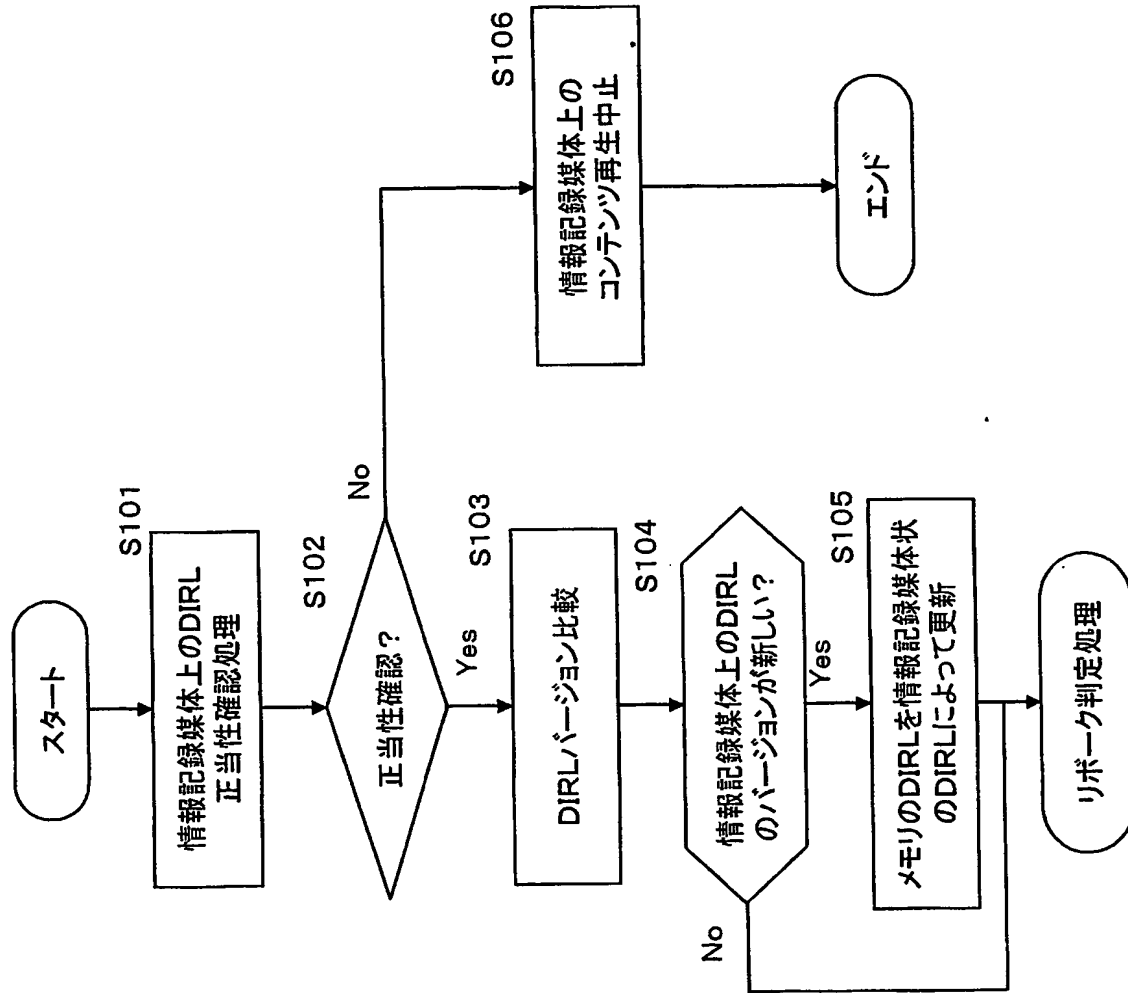 スタート
S101
情報記録媒体上のDIRL
正当性確認処理
S102
正当性確認？
No
Yes
S106
情報記録媒体上の
コンテンツ再生中止
エンド
S103
DIRLバージョン比較
S104
情報記録媒体上のDIRL
のバージョンが新しい？
No
Yes
S105
メモリのDIRLを情報記録媒体状
のDIRLによって更新
リボーク判定処理